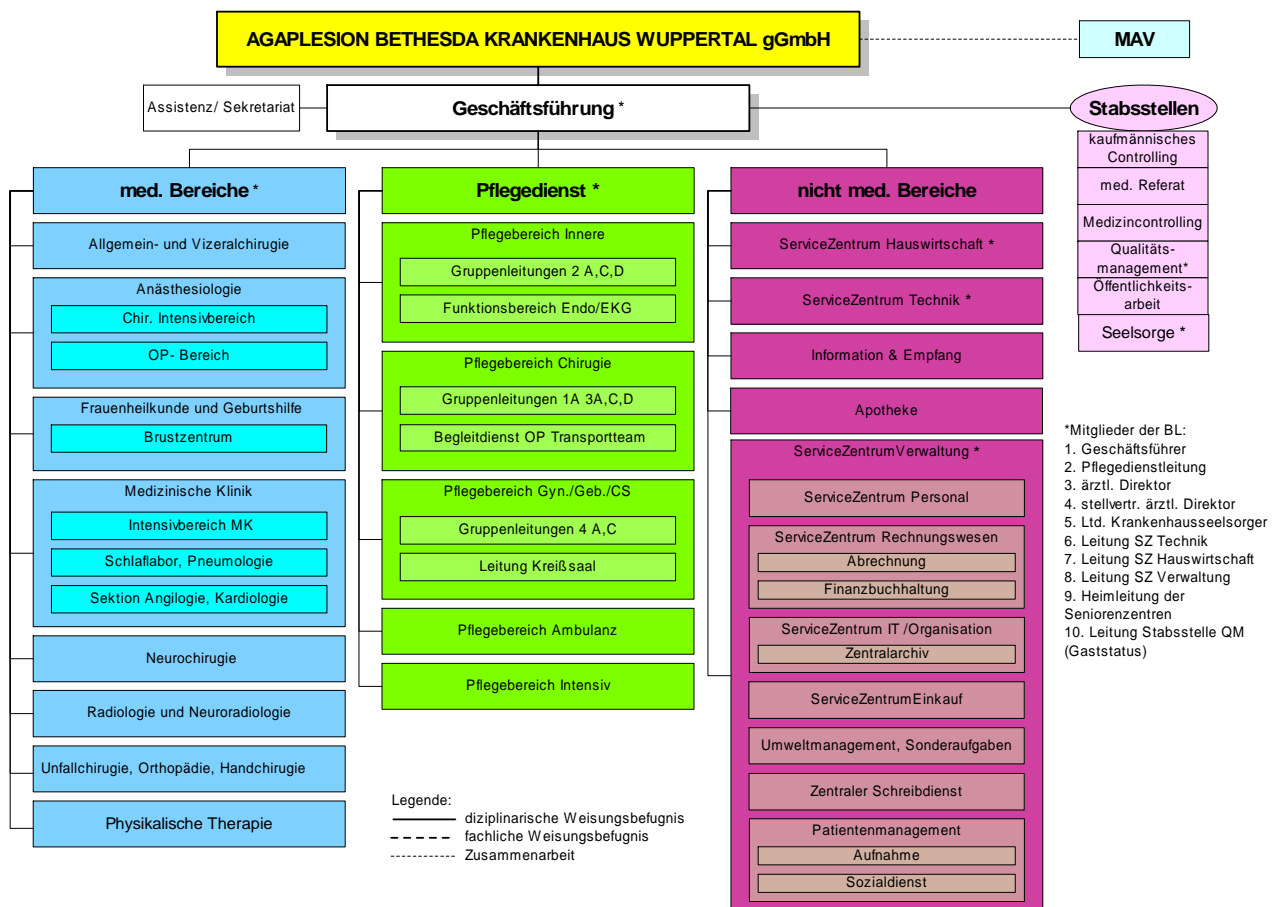 AGAPLESION BETHESDA KRANKENHAUS WUPPERTAL gGmbH
MAV
Assistenz/ Sekretariat
Geschäftsführung *
Stabsstellen
kaufmännisches
Controlling
med. Referat
Medizincontrolling
Qualitäts-
management*
Öffentlichkeits-
arbeit
Seelsorge *
med. Bereiche *
Allgemein- und Vizeralchirugie
Anästhesiologie
Chir. Intensivbereich
OP- Bereich
Frauenheilkunde und Geburtshilfe
Brustzentrum
Medizinische Klinik
Intensivbereich MK
Schlaflabor, Pneumologie
Sektion Angilogie, Kardiologie
Neurochirugie
Radiologie und Neuroradiologie
Unfallchirugie, Orthopädie, Handchirugie
Physikalische Therapie
Pflegedienst *
Pflegebereich Innere
Gruppenleitungen 2 A,C,D
Funktionsbereich Endo/EKG
Pflegebereich Chirugie
Gruppenleitungen 1A 3A,C,D
Begleitdienst OP Transportteam
Pflegebereich Gyn./Geb./CS
Gruppenleitungen 4 A,C
Leitung Kreißsaal
Pflegebereich Ambulanz
Pflegebereich Intensiv
nicht med. Bereiche
ServiceZentrum Hauswirtschaft *
ServiceZentrum Technik *
Information & Empfang
Apotheke
ServiceZentrumVerwaltung *
ServiceZentrum Personal
ServiceZentrum Rechnungswesen
Abrechnung
Finanzbuchhaltung
ServiceZentrum IT /Organisation
Zentralarchiv
ServiceZentrumEinkauf
Umweltmanagement, Sonderaufgaben
Zentraler Schreibdienst
Patientenmanagement
Aufnahme
Sozialdienst
*Mitglieder der BL:
1. Geschäftsführer
2. Pflegedienstleitung
3. ärztl. Direktor
4. stellvertr. ärztl. Direktor
5. Ltd. Krankenhausseelsorger
6. Leitung SZ Technik
7. Leitung SZ Hauswirtschaft
8. Leitung SZ Verwaltung
9. Heimleitung der
Seniorenzentren
10. Leitung Stabsstelle QM
(Gaststatus)
Legende:
diziplinarische Weisungsbefugnis
fachliche Weisungsbefugnis
Zusammenarbeit